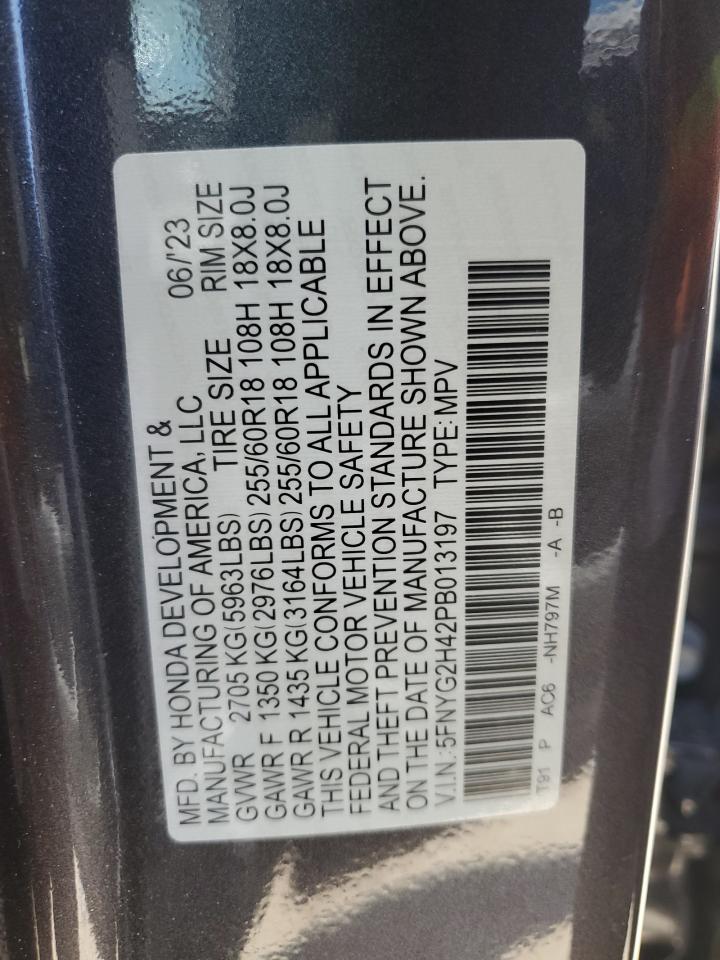 MFD. BY HONDA DEVELOPMENT &
MANUFACTURING OF AMERICA, LLC 06/'23
GVWR 2705 KG(5963LBS) TIRE SIZE RIM SIZE
GAWR F 1350 KG(2976LBS) 255/60R18 108H 18X8.0J
GAWR R 1435 KG(3164LBS) 255/60R18 108H 18X8.0J
THIS VEHICLE CONFORMS TO ALL APPLICABLE
FEDERAL MOTOR VEHICLE SAFETY
AND THEFT PREVENTION STANDARDS IN EFFECT
ON THE DATE OF MANUFACTURE SHOWN ABOVE.
V.I.N.:5FNYG2H42PB013197 TYPE:MPV
T91 P AC6 -NH797M -A -B